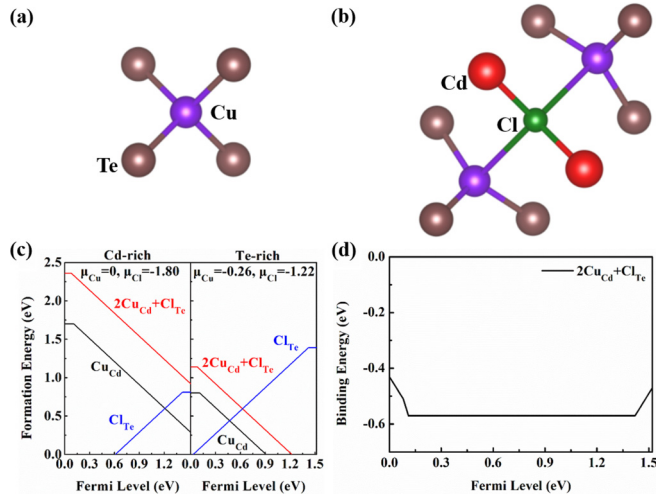 (a)
Cu
Te
(b)
Cd
Cl
(c)
Cd-rich
Te-rich
μCu=0, μCl=-1.80
μCu=-0.26, μCl=-1.22
2CuCd+ClTe
CuCd
ClTe
ClTe
2CuCd+ClTe
CuCd
Formation Energy (eV)
2.5
2.0
1.5
1.0
0.5
0.0
0.0 0.3 0.6 0.9 1.2 0.0 0.3 0.6 0.9 1.2 1.5
Fermi Level (eV) Fermi Level (eV)
(d)
2CuCd+ClTe
Binding Energy (eV)
0.0
-0.2
-0.4
-0.6
0.0 0.3 0.6 0.9 1.2 1.5
Fermi Level (eV)